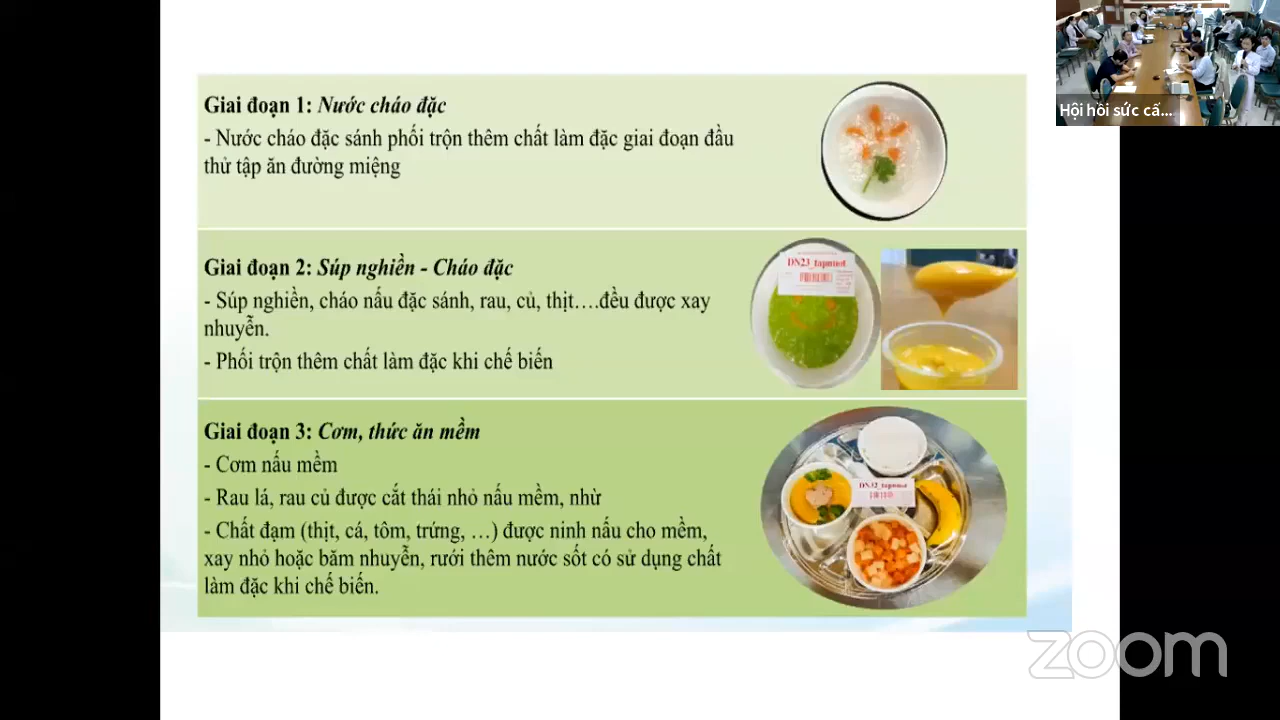 Giai đoạn 1: Nước cháo đặc
- Nước cháo đặc sánh phối trộn thêm chất làm đặc giai đoạn đầu
thử tập ăn đường miệng
Giai đoạn 2: Súp nghiền - Cháo đặc
- Súp nghiền, cháo nấu đặc sánh, rau, củ, thịt….đều được xay
nhuyễn.
- Phối trộn thêm chất làm đặc khi chế biến
Giai đoạn 3: Cơm, thức ăn mềm
- Cơm nấu mềm
- Rau lá, rau củ được cắt thái nhỏ nấu mềm, nhừ
- Chất đạm (thịt, cá, tôm, trứng, …) được ninh nấu cho mềm,
xay nhỏ hoặc băm nhuyễn, rưới thêm nước sốt có sử dụng chất
làm đặc khi chế biến.
Hội hồi sức cấ...
zoom